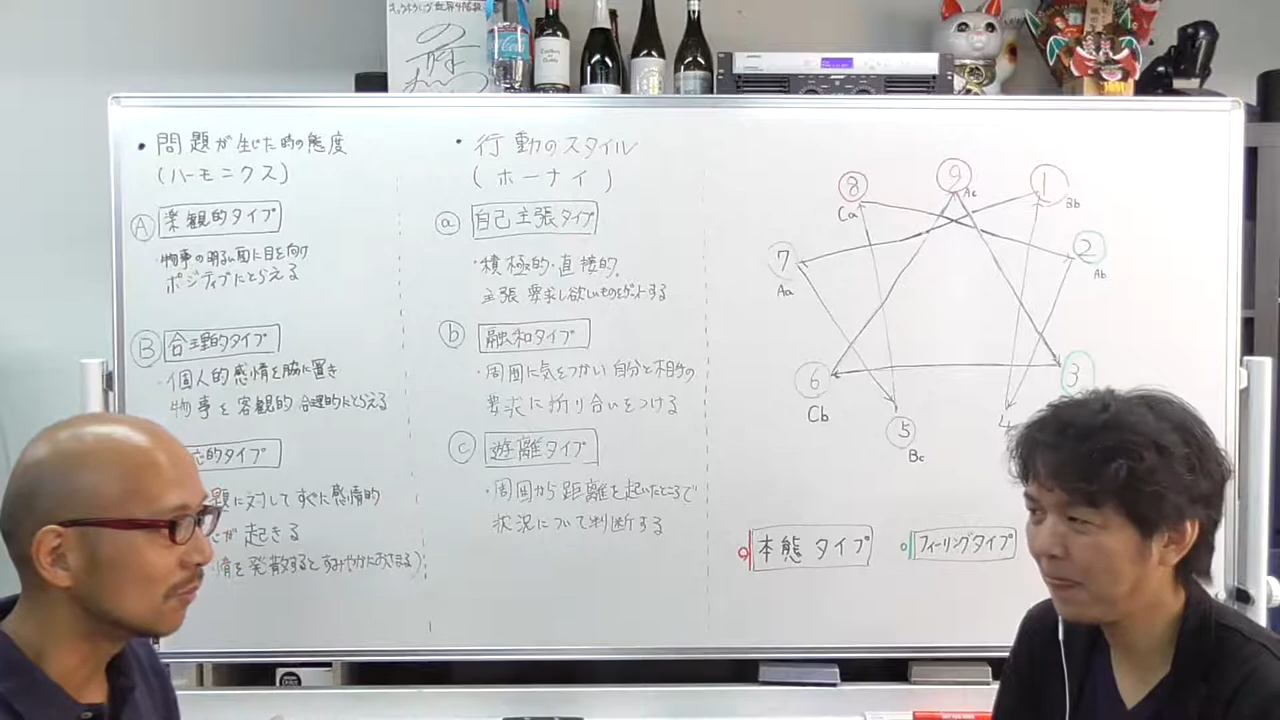 ・問題が生じた時の態度
(ハーモニクス)
Ⓐ 楽観的タイプ
・物事の明るい面に目を向け
ポジティブにとらえる
Ⓑ 合理的タイプ
・個人的感情を脇に置き
物事を客観的 合理的にとらえる
応的タイプ
題に対してすぐに感情的
が起きる
情を発散すると すみやかにおさまる)
・行動のスタイル
(ホーナイ)
ⓐ 自己主張タイプ
・積極的・直接的。
主張 要求し欲しいものをゲットする
ⓑ 融和タイプ
・周囲に気をつかい 自分と相手の
要求に折り合いをつける
ⓒ 遊離タイプ
・周囲から距離を起いたところで
状況について判断する
9
Ac
8
Ca
1
Bb
7
Aa
2
Ab
6
Cb
3
5
Bc
4
本態タイプ
フィーリングタイプ